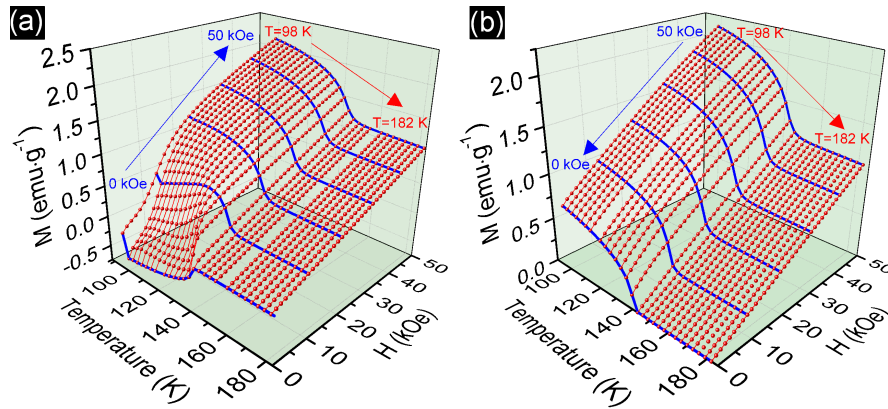 (a)
50 kOe
T=98 K
T=182 K
0 kOe
M (emu·g⁻¹)
2.5
2.0
1.5
1.0
0.5
0.0
-0.5
100
120
140
160
180
Temperature (K)
0
10
20
30
40
50
H (kOe)
(b)
50 kOe
T=98 K
T=182 K
0 kOe
M (emu·g⁻¹)
2.0
1.5
1.0
0.5
0.0
100
120
140
160
180
Temperature (K)
0
10
20
30
40
50
H (kOe)